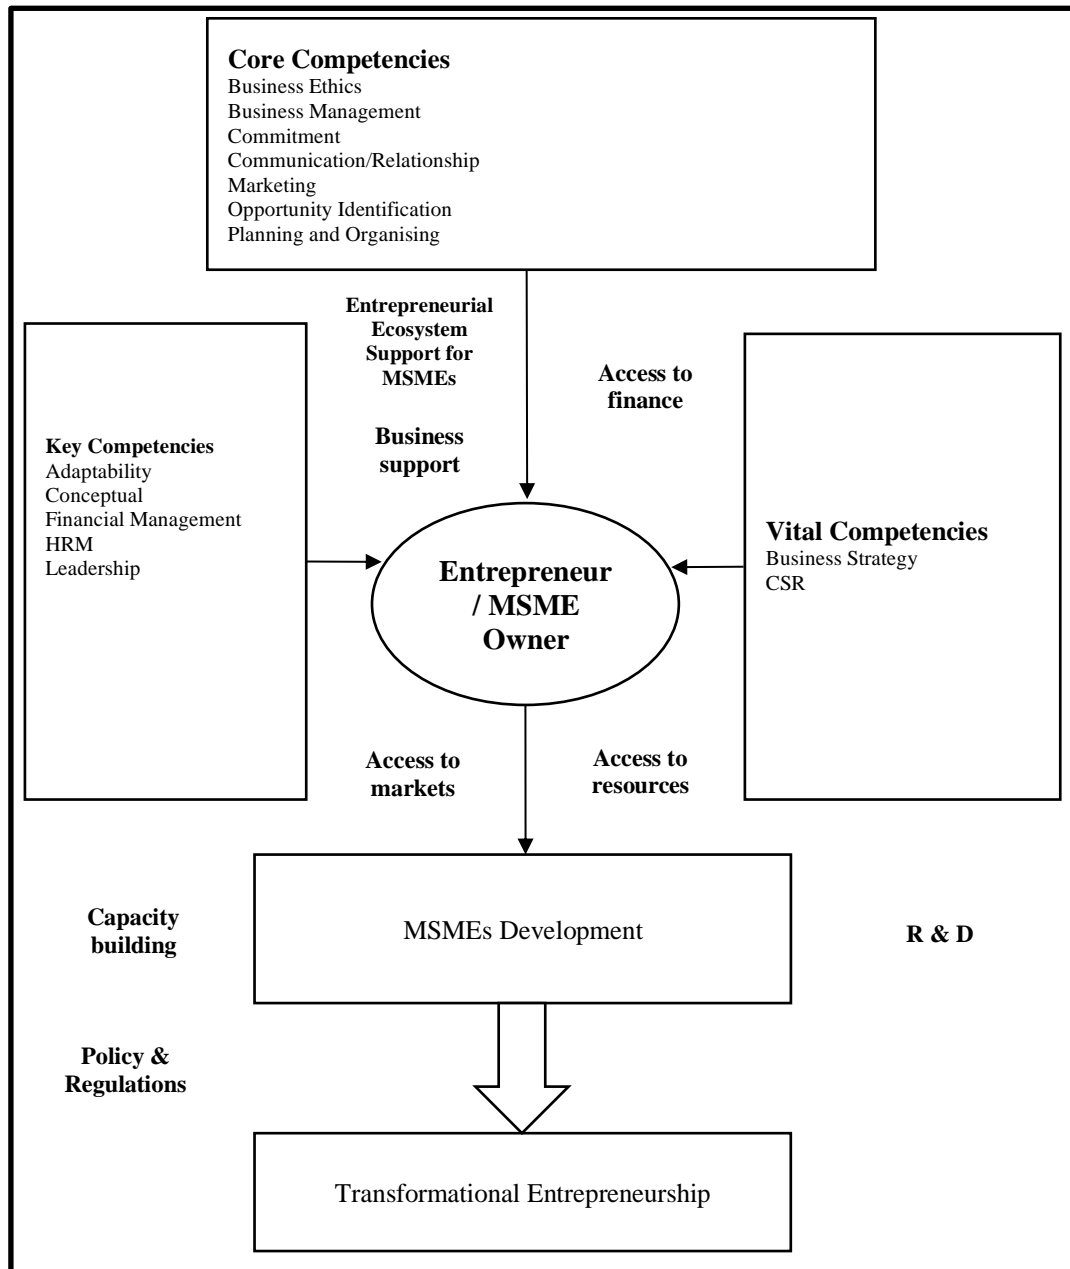 Core Competencies
Business Ethics
Business Management
Commitment
Communication/Relationship
Marketing
Opportunity Identification
Planning and Organising
Entrepreneurial
Ecosystem
Support for
MSMEs
Access to
finance
Business
support
Key Competencies
Adaptability
Conceptual
Financial Management
HRM
Leadership
Vital Competencies
Business Strategy
CSR
Entrepreneur
/ MSME
Owner
Access to
markets
Access to
resources
Capacity
building
MSMEs Development
R & D
Policy &
Regulations
Transformational Entrepreneurship